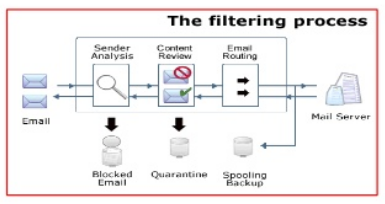 The filtering process
Sender
Analysis
Content
Review
Email
Routing
Email
Mail Server
Blocked
Email
Quarantine
Spooling
Backup